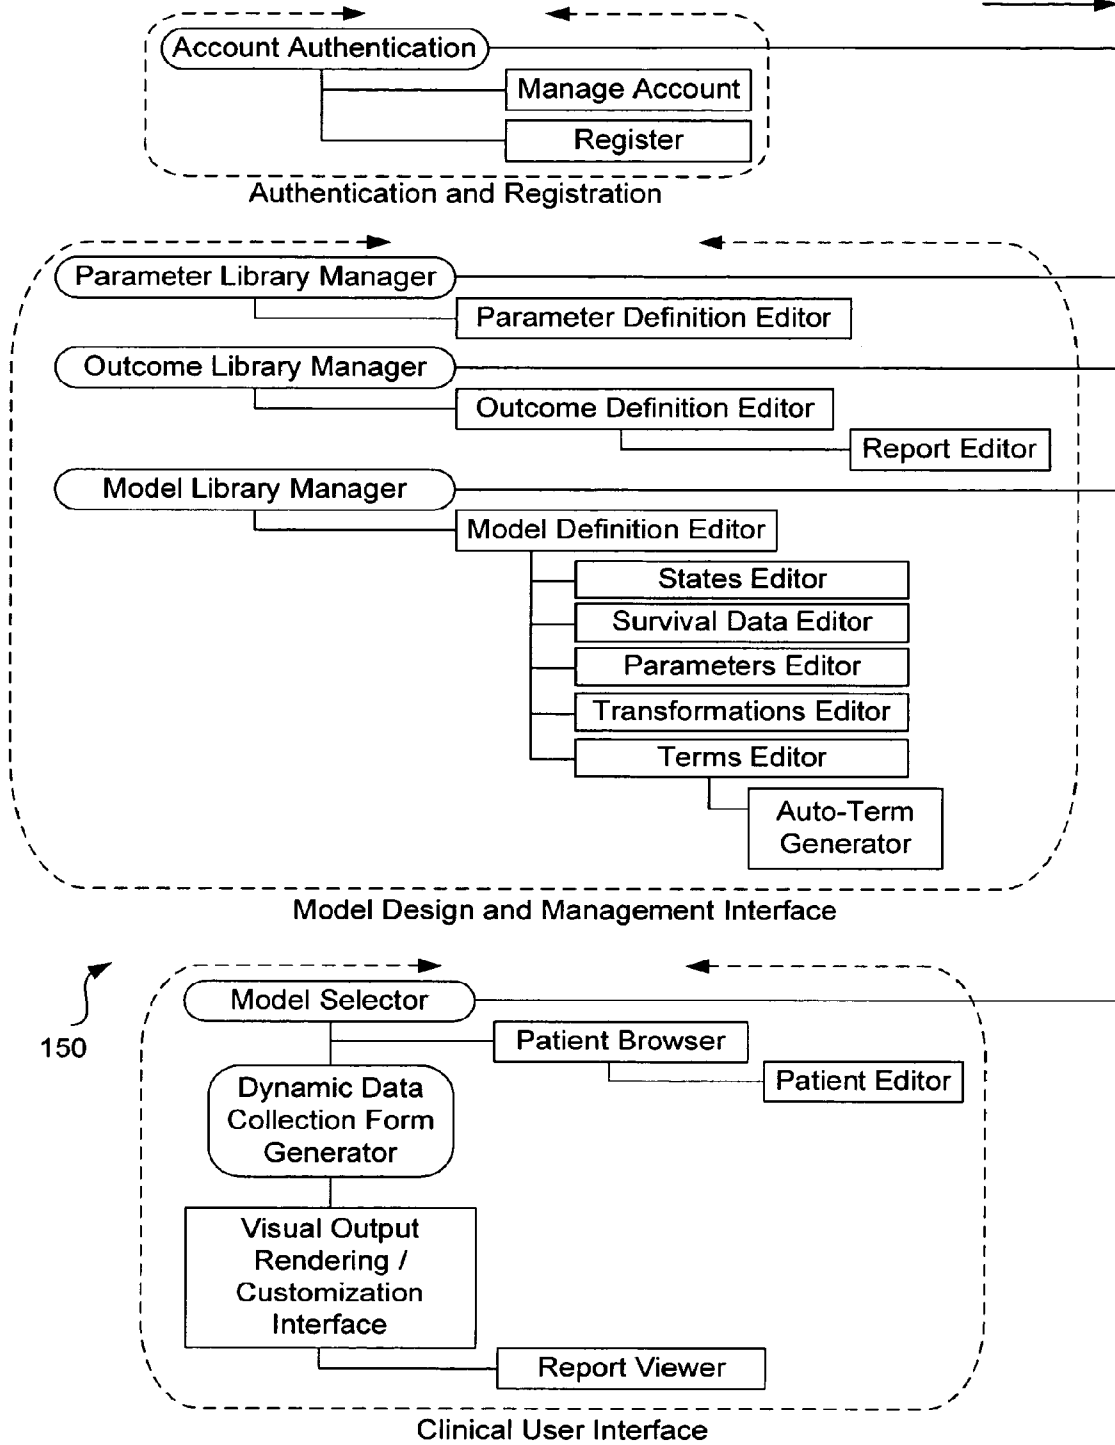 Account Authentication
Manage Account
Register
Authentication and Registration
Parameter Library Manager
Parameter Definition Editor
Outcome Library Manager
Outcome Definition Editor
Report Editor
Model Library Manager
Model Definition Editor
States Editor
Survival Data Editor
Parameters Editor
Transformations Editor
Terms Editor
Auto-Term
Generator
Model Design and Management Interface
150
Model Selector
Patient Browser
Patient Editor
Dynamic Data
Collection Form
Generator
Visual Output
Rendering /
Customization
Interface
Report Viewer
Clinical User Interface